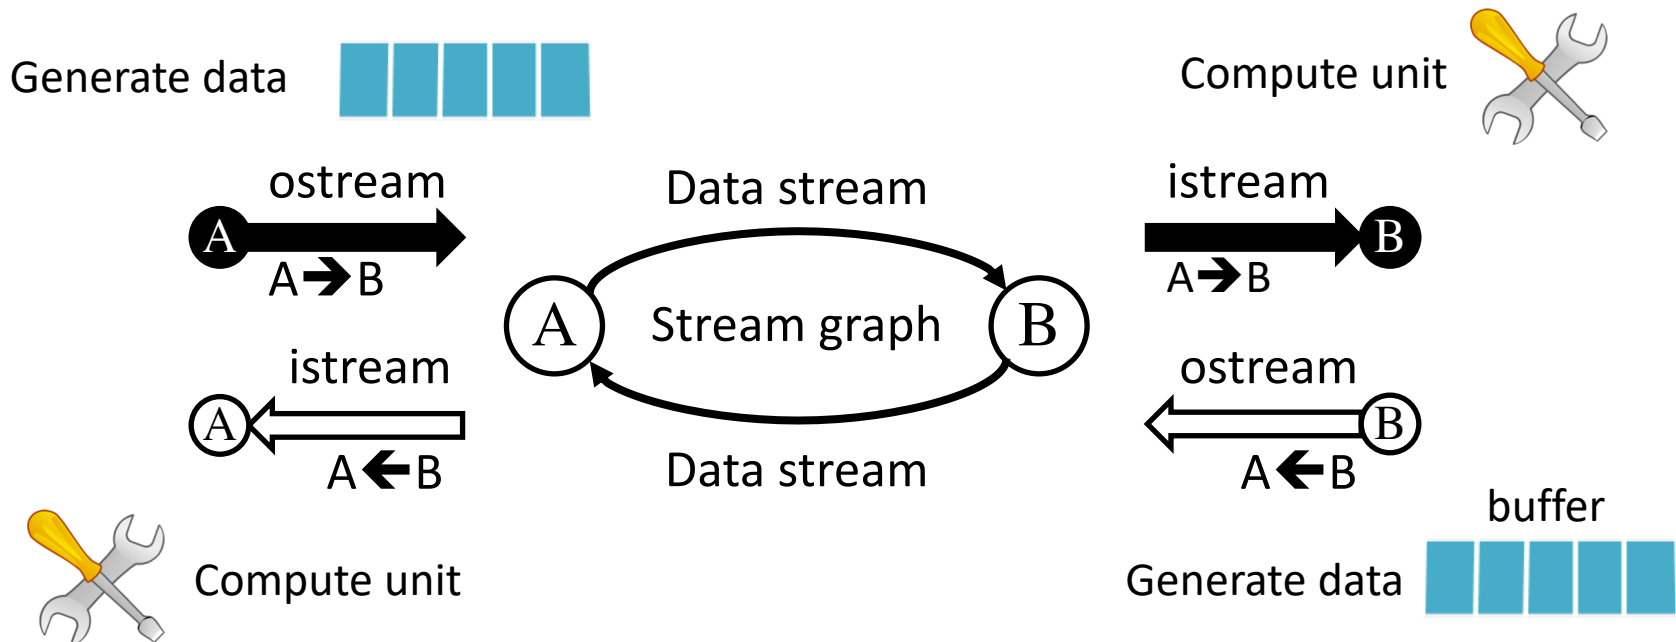 Generate data
Compute unit
ostream
Data stream
istream
A
B
A➔B
A➔B
A
Stream graph
B
istream
ostream
A
B
A🡰B
Data stream
A🡰B
buffer
Compute unit
Generate data